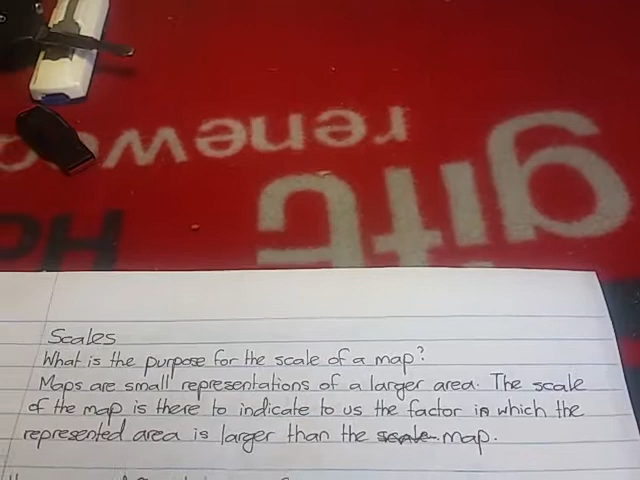 renewa
gift
Ho
Scales
What is the purpose for the scale of a map?
Maps are small representations of a larger area. The scale
of the map is there to indicate to us the factor in which the
represented area is larger than the scale map.